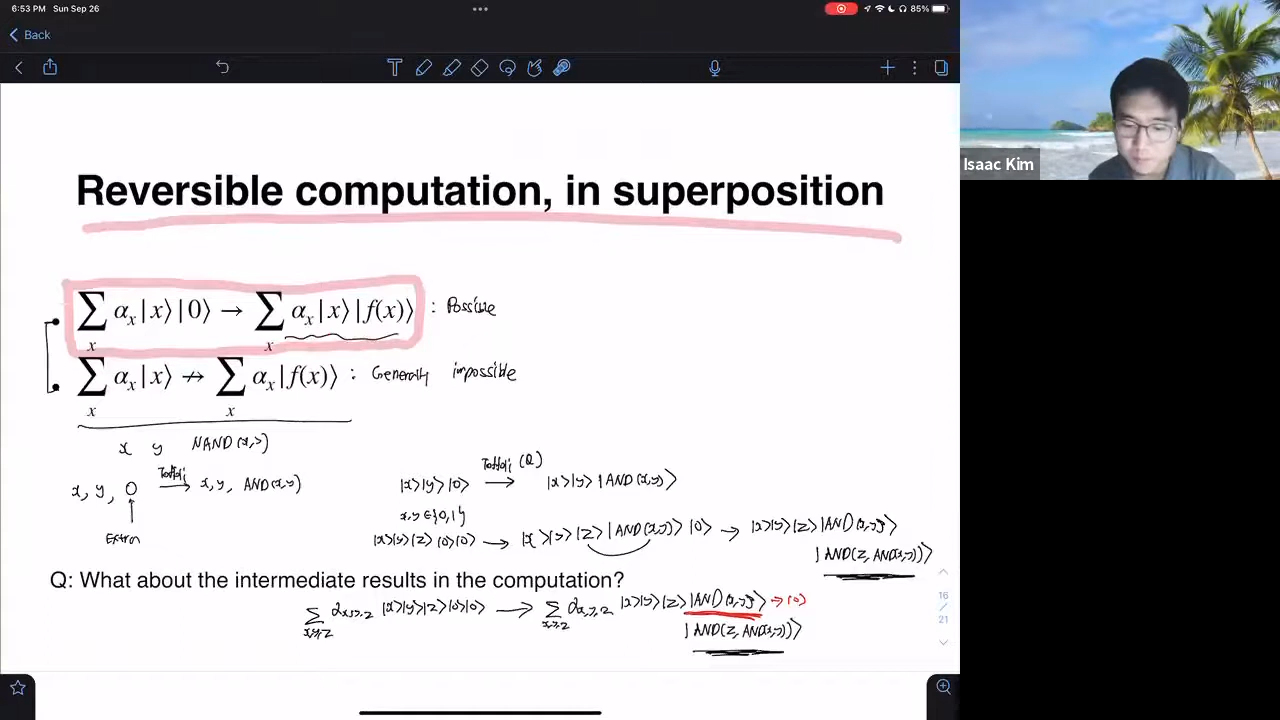 6:53 PM Sun Sep 26
85%
Back
Isaac Kim
Reversible computation, in superposition
∑ₓ αₓ|x⟩|0⟩ → ∑ₓ αₓ|x⟩|f(x)⟩ : Possible
∑ₓ αₓ|x⟩ ↛ ∑ₓ αₓ|f(x)⟩ : Generally impossible
x y NAND(x,y)
x, y, 0 → Toffoli x, y, AND(x,y)
Extra
|x⟩|y⟩|0⟩ → Toffoli (Q) |x⟩|y⟩|AND(x,y)⟩
x,y ∈ {0,1}
|x⟩|y⟩|z⟩|0⟩|0⟩ → |x⟩|y⟩|z⟩|AND(x,y)⟩|0⟩ → |x⟩|y⟩|z⟩|AND(x,y)⟩
|AND(z, AND(x,y))⟩
Q: What about the intermediate results in the computation?
∑ₓ,ᵧ,z αx,y,z |x⟩|y⟩|z⟩|0⟩|0⟩ → ∑x,y,z αx,y,z |x⟩|y⟩|z⟩|AND(x,y)⟩ → |0⟩
|AND(z, AND(x,y))⟩
16
/
21